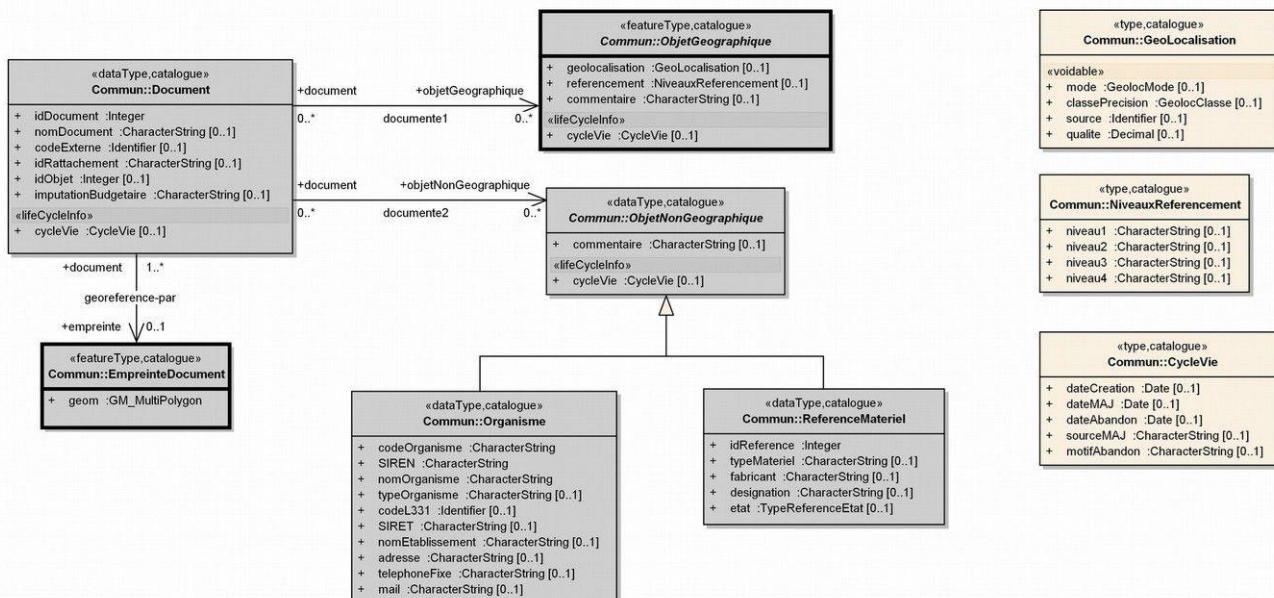 «dataType,catalogue»
Commun::Document
+ idDocument :Integer
+ nomDocument :CharacterString [0..1]
+ codeExterne :Identifier [0..1]
+ idRattachement :CharacterString [0..1]
+ idObjet :Integer [0..1]
+ imputationBudgetaire :CharacterString [0..1]
«lifeCycleInfo»
+ cycleVie :CycleVie [0..1]
+document +objetGeographique
0..* documente1 0..*
+document +objetNonGeographique
0..* documente2 0..*
«featureType,catalogue»
Commun::ObjetGeographique
+ geolocalisation :GeoLocalisation [0..1]
+ referencement :NiveauxReferencement [0..1]
+ commentaire :CharacterString [0..1]
«lifeCycleInfo»
+ cycleVie :CycleVie [0..1]
«dataType,catalogue»
Commun::ObjetNonGeographique
+ commentaire :CharacterString [0..1]
«lifeCycleInfo»
+ cycleVie :CycleVie [0..1]
+document 1..*
georeference-par
+empreinte 0..1
«featureType,catalogue»
Commun::EmpreinteDocument
+ geom :GM_MultiPolygon
«dataType,catalogue»
Commun::Organisme
+ codeOrganisme :CharacterString
+ SIREN :CharacterString
+ nomOrganisme :CharacterString
+ typeOrganisme :CharacterString [0..1]
+ codeL331 :Identifier [0..1]
+ SIRET :CharacterString [0..1]
+ nomEtablissement :CharacterString [0..1]
+ adresse :CharacterString [0..1]
+ telephoneFixe :CharacterString [0..1]
+ mail :CharacterString [0..1]
«dataType,catalogue»
Commun::ReferenceMateriel
+ idReference :Integer
+ typeMateriel :CharacterString [0..1]
+ fabricant :CharacterString [0..1]
+ designation :CharacterString [0..1]
+ etat :TypeReferenceEtat [0..1]
«type,catalogue»
Commun::GeoLocalisation
«voidable»
+ mode :GeolocMode [0..1]
+ classePrecision :GeolocClasse [0..1]
+ source :Identifier [0..1]
+ qualite :Decimal [0..1]
«type,catalogue»
Commun::NiveauxReferencement
+ niveau1 :CharacterString [0..1]
+ niveau2 :CharacterString [0..1]
+ niveau3 :CharacterString [0..1]
+ niveau4 :CharacterString [0..1]
«type,catalogue»
Commun::CycleVie
+ dateCreation :Date [0..1]
+ dateMAJ :Date [0..1]
+ dateAbandon :Date [0..1]
+ sourceMAJ :CharacterString [0..1]
+ motifAbandon :CharacterString [0..1]